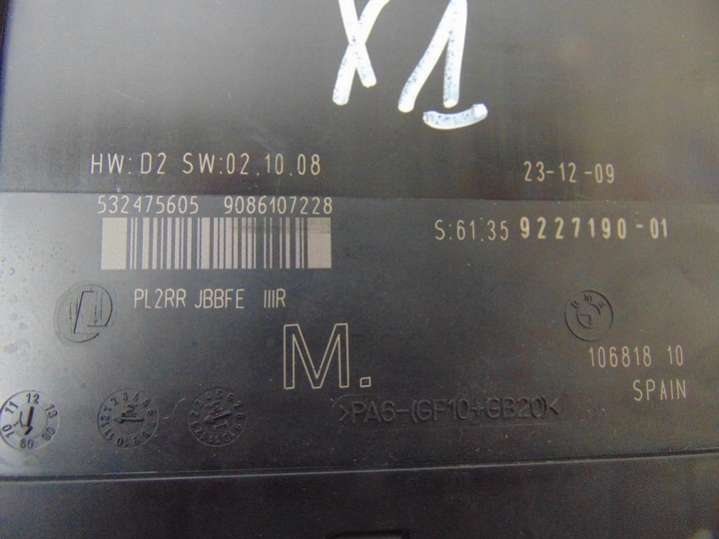 X1
HW: D2 SW:02.10.08
23-12-09
532475605 9086107228
S:61.35 9227190-01
PL2RR JBBFE IIIR
M.
106818 10
SPAIN
>PA6-(GF10+GB20)<